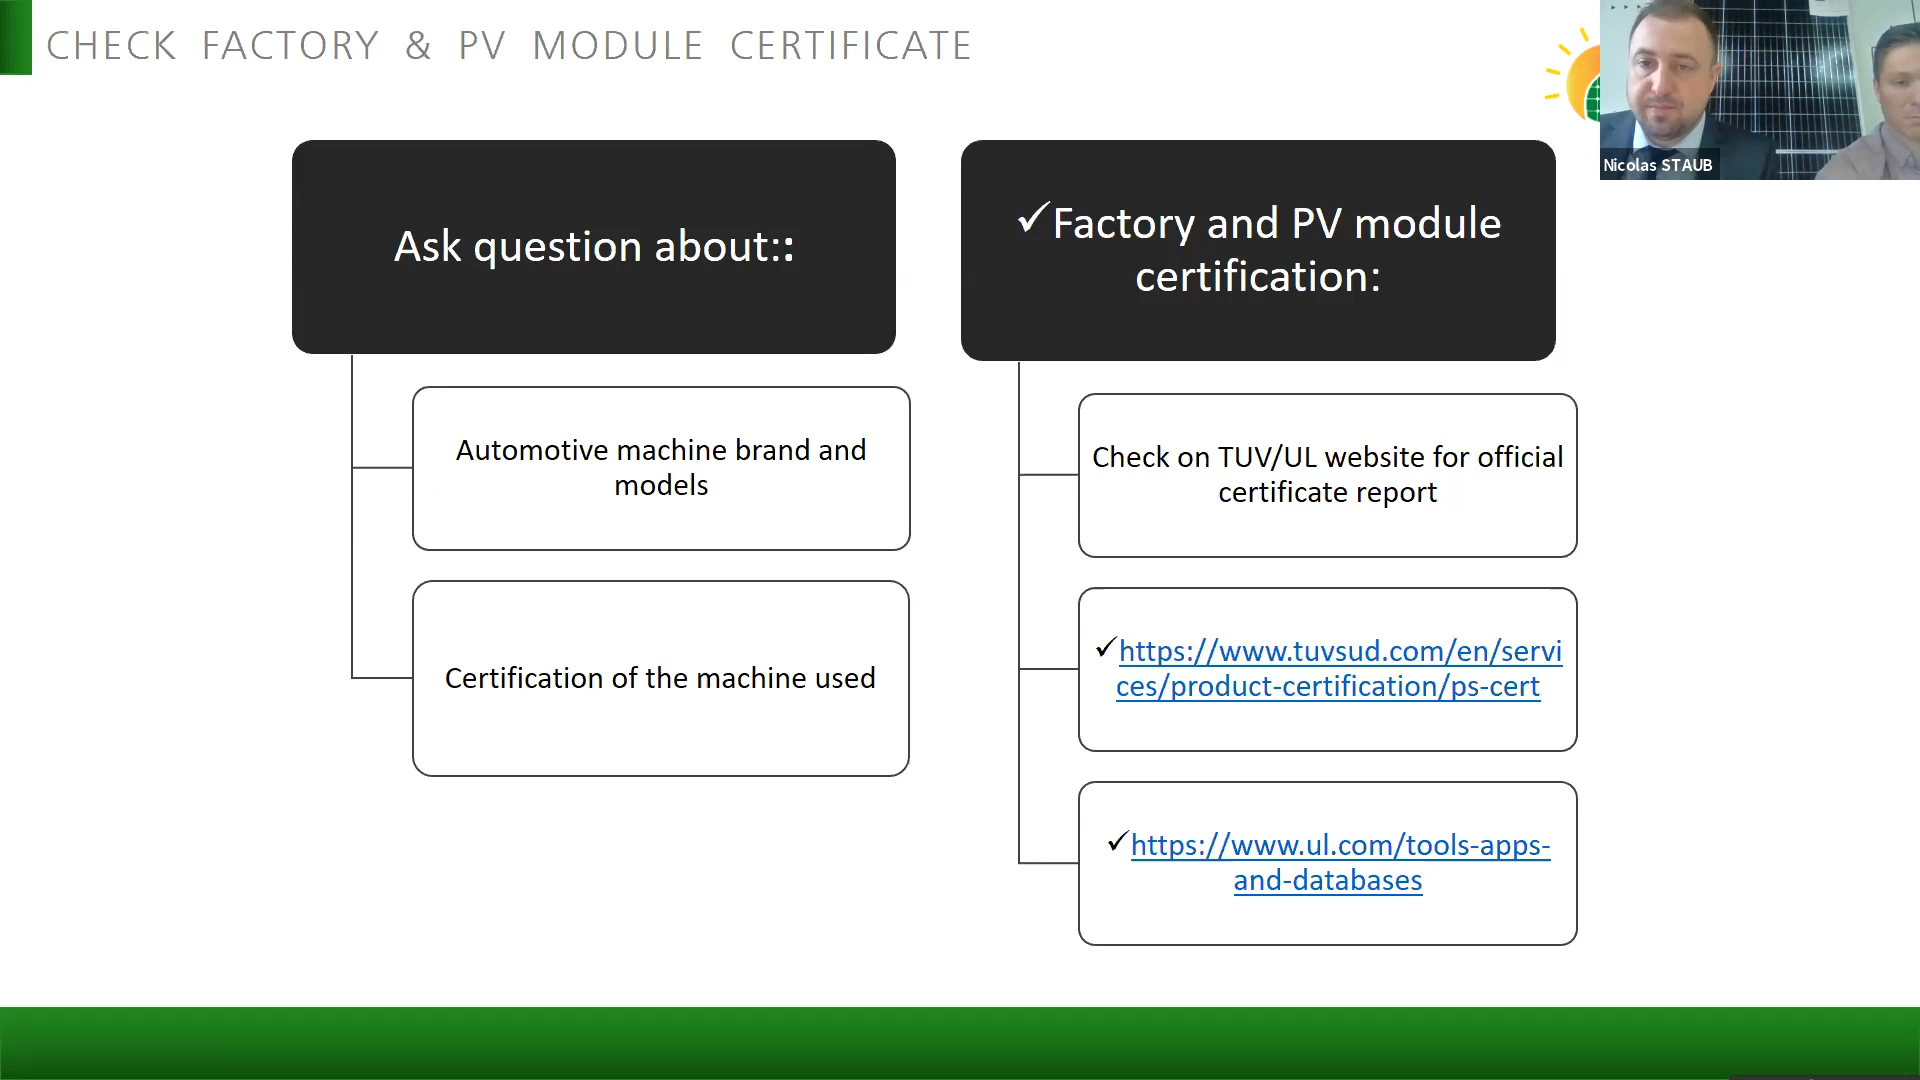 CHECK FACTORY & PV MODULE CERTIFICATE
Nicolas STAUB
Ask question about::
Automotive machine brand and
models
Certification of the machine used
✓Factory and PV module
certification:
Check on TUV/UL website for official
certificate report
✓https://www.tuvsud.com/en/servi
ces/product-certification/ps-cert
✓https://www.ul.com/tools-apps-
and-databases